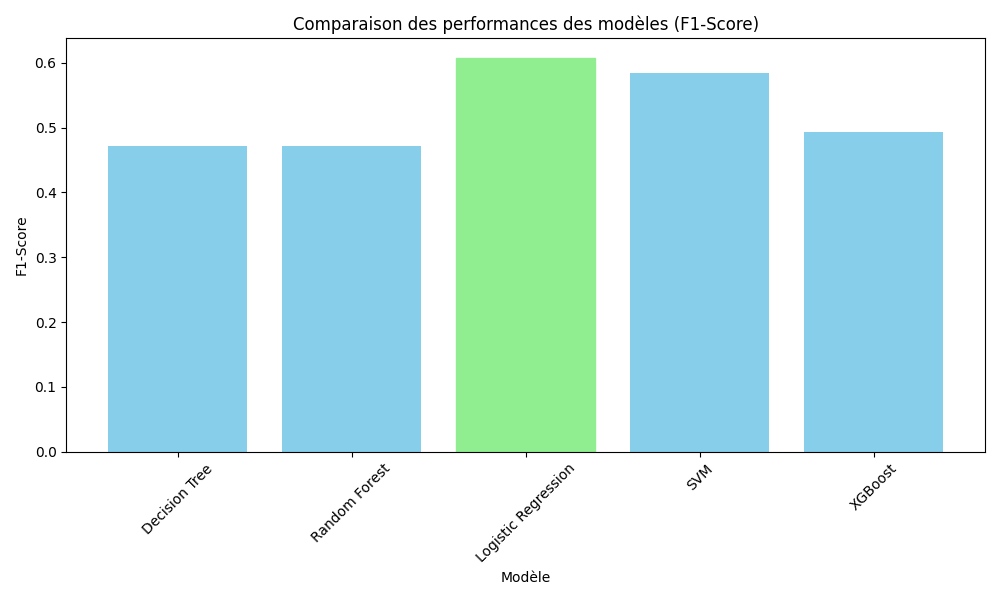 Comparaison des performances des modèles (F1-Score)
F1-Score
0.6
0.5
0.4
0.3
0.2
0.1
0.0
Decision Tree
Random Forest
Logistic Regression
SVM
XGBoost
Modèle